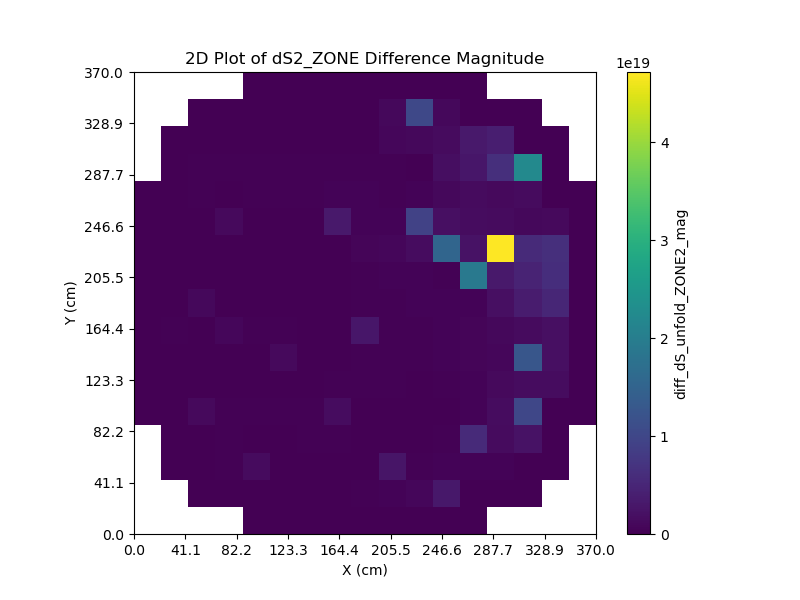 2D Plot of dS2_ZONE Difference Magnitude
1e19
370.0
328.9
287.7
246.6
205.5
164.4
123.3
82.2
41.1
0.0
Y (cm)
0.0 41.1 82.2 123.3 164.4 205.5 246.6 287.7 328.9 370.0
X (cm)
4
3
2
1
0
diff_dS_unfold_ZONE2_mag